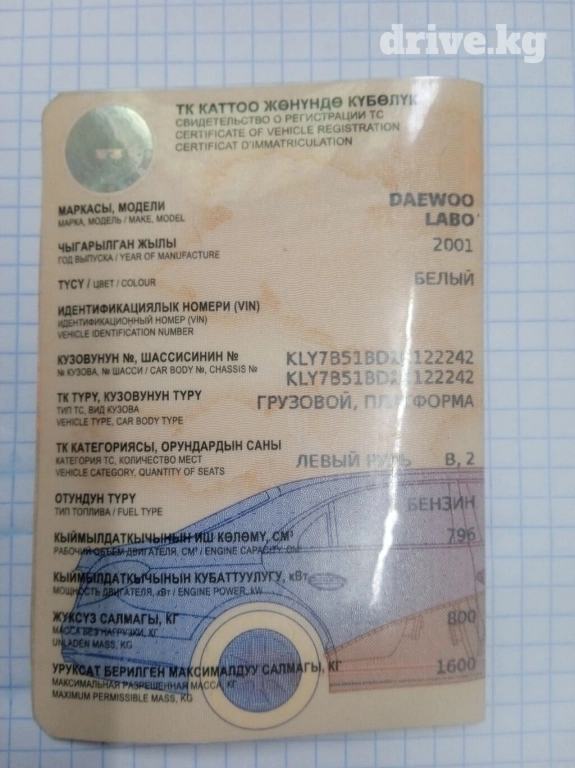 drive.kg
ТК КАТТОО ЖӨНҮНДӨ КҮБӨЛҮК
СВИДЕТЕЛЬСТВО О РЕГИСТРАЦИИ ТС
CERTIFICATE OF VEHICLE REGISTRATION
CERTIFICAT D'IMMATRICULATION
МАРКАСЫ, МОДЕЛИ DAEWOO
МАРКА, МОДЕЛЬ / MAKE, MODEL LABO
ЧЫГАРЫЛГАН ЖЫЛЫ 2001
ГОД ВЫПУСКА / YEAR OF MANUFACTURE
ТҮСҮ / ЦВЕТ / COLOUR БЕЛЫЙ
ИДЕНТИФИКАЦИЯЛЫК НОМЕРИ (VIN)
ИДЕНТИФИКАЦИОННЫЙ НОМЕР (VIN)
VEHICLE IDENTIFICATION NUMBER
КУЗОВУНУН №, ШАССИСИНИН №
№ КУЗОВА, № ШАССИ / CAR BODY №, CHASSIS №
ТК ТҮРҮ, КУЗОВУНУН ТҮРҮ ГРУЗОВОЙ, ПЛАТФОРМА
ТИП ТС, ВИД КУЗОВА
VEHICLE TYPE, CAR BODY TYPE
ТК КАТЕГОРИЯСЫ, ОРУНДАРДЫН САНЫ
КАТЕГОРИЯ ТС, КОЛИЧЕСТВО МЕСТ ЛЕВЫЙ РУЛЬ B, 2
VEHICLE CATEGORY, QUANTITY OF SEATS
ОТУНДУН ТҮРҮ БЕНЗИН
ТИП ТОПЛИВА / FUEL TYPE
КЫЙМЫЛДАТКЫЧЫНЫН ИШ КӨЛӨМҮ, СМ³ 796
РАБОЧИЙ ОБЪЕМ ДВИГАТЕЛЯ, СМ³ / ENGINE CAPACITY, CM³
КЫЙМЫЛДАТКЫЧЫНЫН КУБАТТУУЛУГУ, кВт
МОЩНОСТЬ ДВИГАТЕЛЯ, кВт / ENGINE POWER, kW
ЖҮКСҮЗ САЛМАГЫ, КГ 800
МАССА БЕЗ НАГРУЗКИ, КГ
UNLADEN MASS, KG
УРУКСАТ БЕРИЛГЕН МАКСИМАЛДУУ САЛМАГЫ, КГ 1600
МАКСИМАЛЬНАЯ РАЗРЕШЕННАЯ МАССА, КГ
MAXIMUM PERMISSIBLE MASS, KG